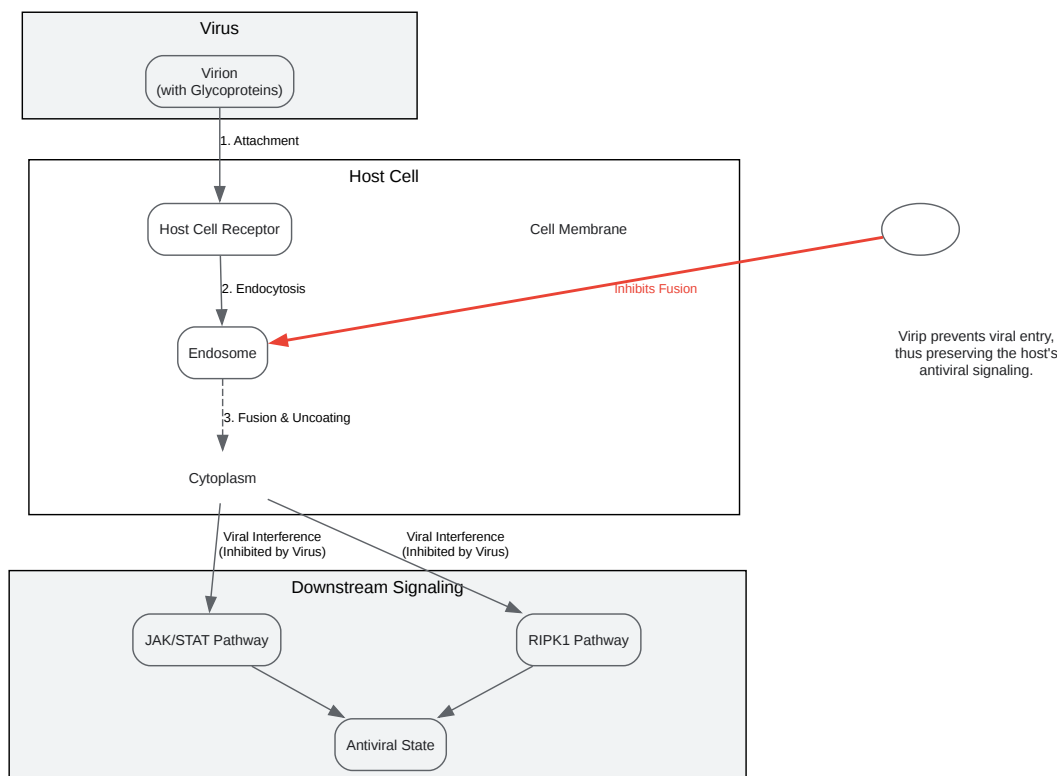 Virus
Virion
(with Glycoproteins)
1. Attachment
Host Cell
Host Cell Receptor
Cell Membrane
2. Endocytosis
Inhibits Fusion
Endosome
Virip prevents viral entry,
thus preserving the host's
antiviral signaling.
3. Fusion & Uncoating
Cytoplasm
Viral Interference
(Inhibited by Virus)
Viral Interference
(Inhibited by Virus)
Downstream Signaling
JAK/STAT Pathway
RIPK1 Pathway
Antiviral State